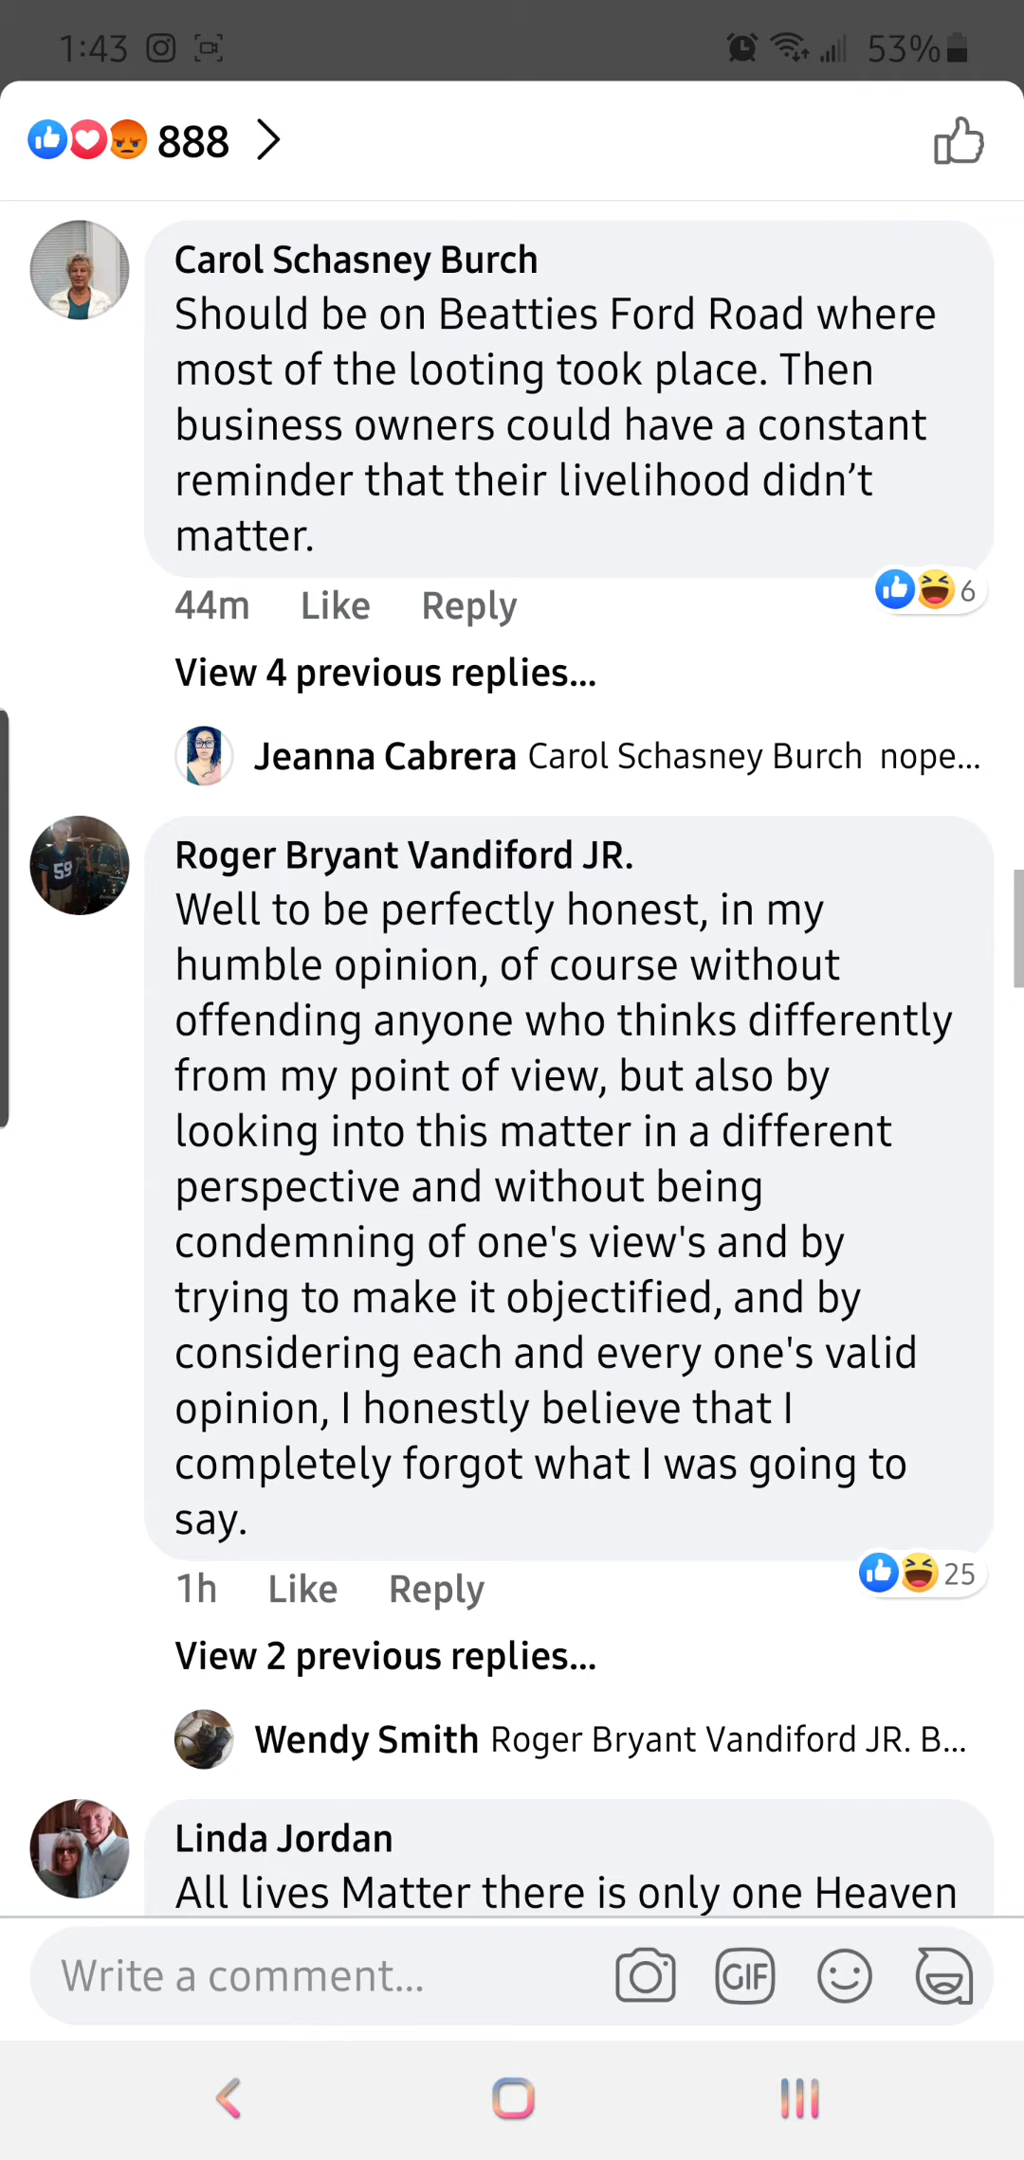 1:43
53%
888
Carol Schasney Burch
Should be on Beatties Ford Road where
most of the looting took place. Then
business owners could have a constant
reminder that their livelihood didn’t
matter.
44m Like Reply 6
View 4 previous replies...
Jeanna Cabrera Carol Schasney Burch nope...
59
Roger Bryant Vandiford JR.
Well to be perfectly honest, in my
humble opinion, of course without
offending anyone who thinks differently
from my point of view, but also by
looking into this matter in a different
perspective and without being
condemning of one's view's and by
trying to make it objectified, and by
considering each and every one's valid
opinion, I honestly believe that I
completely forgot what I was going to
say.
1h Like Reply 25
View 2 previous replies...
Wendy Smith Roger Bryant Vandiford JR. B...
Linda Jordan
All lives Matter there is only one Heaven
Write a comment...
GIF